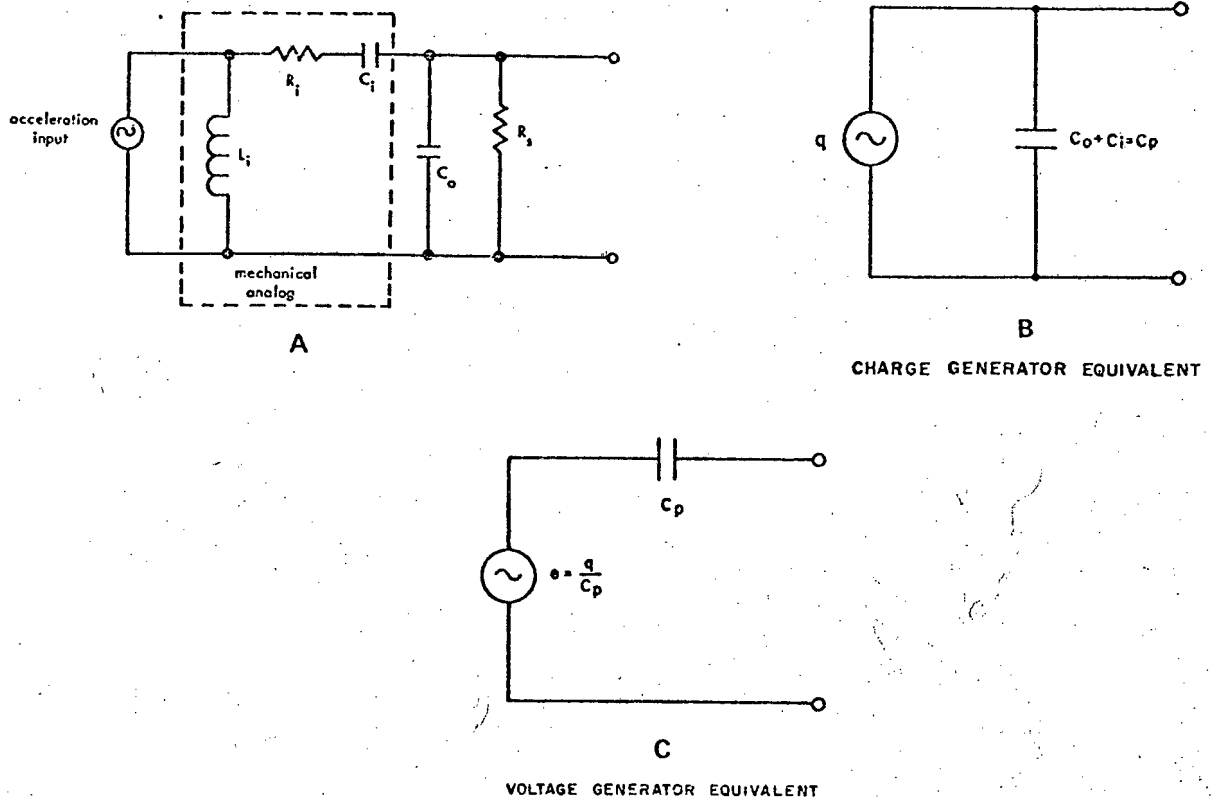 acceleration
input
L_i
R_i
C_i
C_o
R_s
mechanical
analog
A
q
C_o+C_i=C_p
B
CHARGE GENERATOR EQUIVALENT
C_p
e = q/C_p
C
VOLTAGE GENERATOR EQUIVALENT